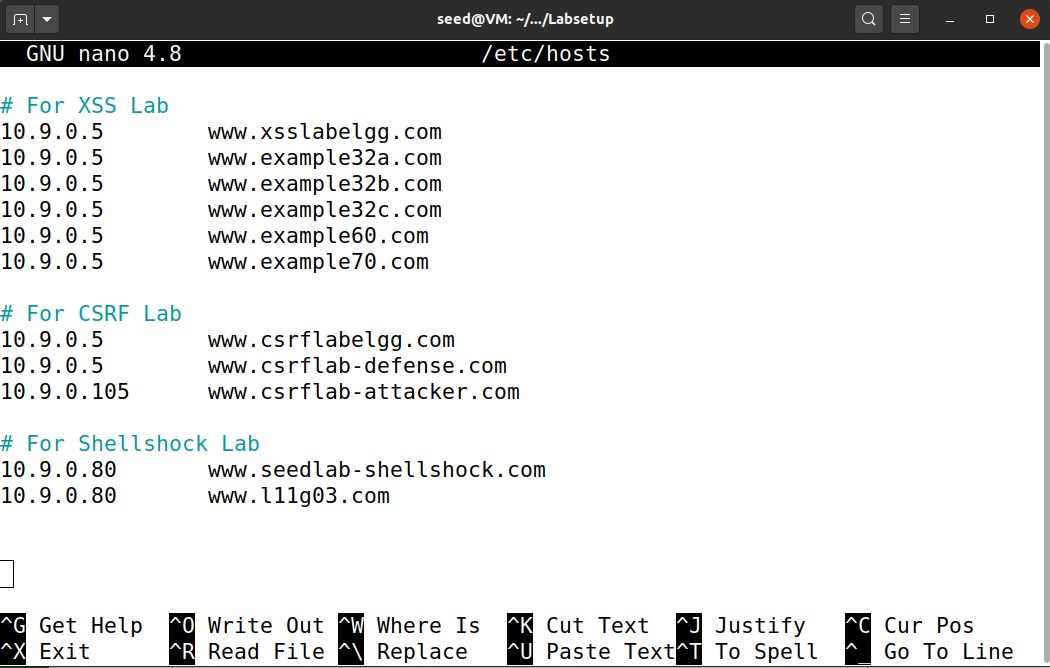 seed@VM: ~/.../Labsetup
GNU nano 4.8 /etc/hosts
# For XSS Lab
10.9.0.5 www.xsslabelgg.com
10.9.0.5 www.example32a.com
10.9.0.5 www.example32b.com
10.9.0.5 www.example32c.com
10.9.0.5 www.example60.com
10.9.0.5 www.example70.com
# For CSRF Lab
10.9.0.5 www.csrflabelgg.com
10.9.0.5 www.csrflab-defense.com
10.9.0.105 www.csrflab-attacker.com
# For Shellshock Lab
10.9.0.80 www.seedlab-shellshock.com
10.9.0.80 www.l11g03.com
^G Get Help ^O Write Out ^W Where Is ^K Cut Text ^J Justify ^C Cur Pos
^X Exit ^R Read File ^\ Replace ^U Paste Text ^T To Spell ^_ Go To Line